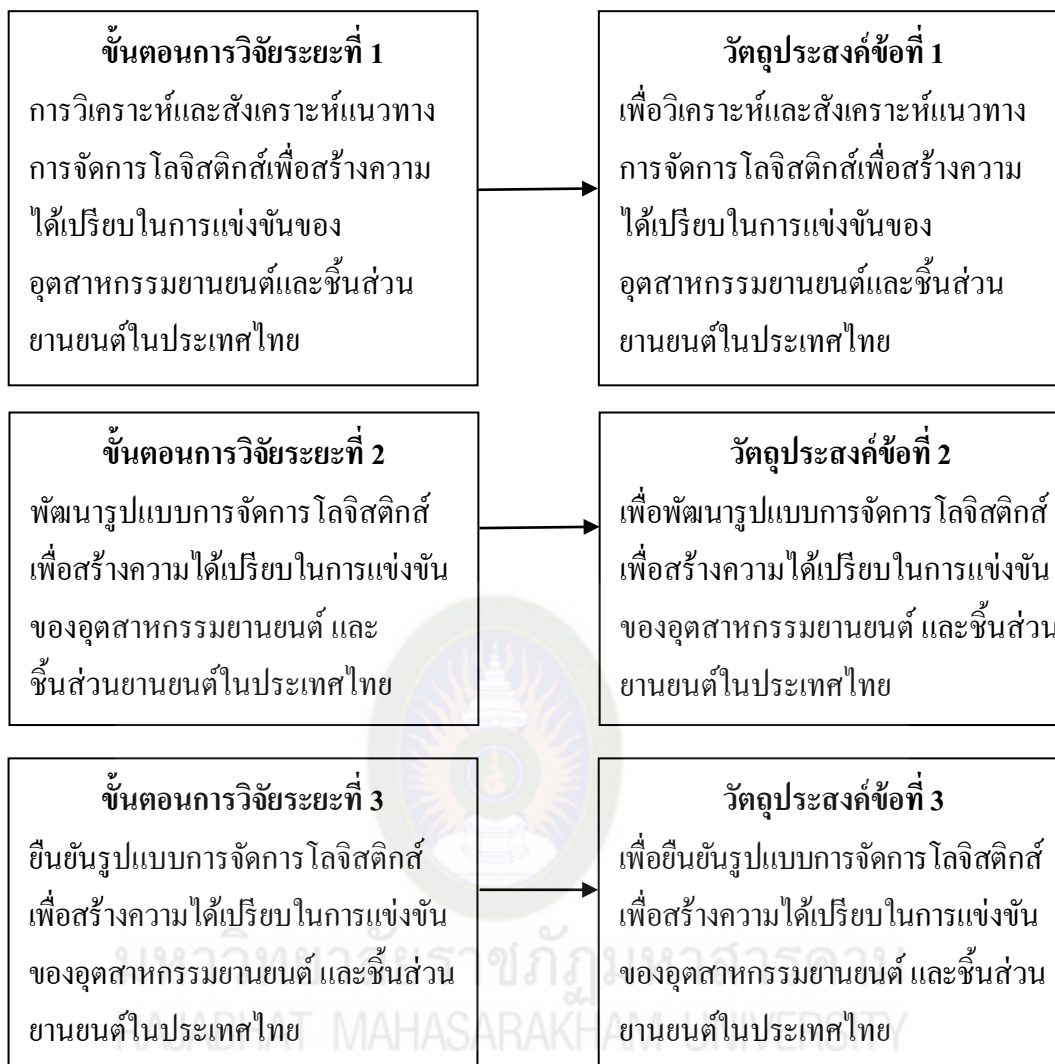 ขั้นตอนการวิจัยระยะที่ 1
การวิเคราะห์และสังเคราะห์แนวทาง
การจัดการโลจิสติกส์เพื่อสร้างความ
ได้เปรียบในการแข่งขันของ
อุตสาหกรรมยานยนต์และชิ้นส่วน
ยานยนต์ในประเทศไทย
วัตถุประสงค์ข้อที่ 1
เพื่อวิเคราะห์และสังเคราะห์แนวทาง
การจัดการโลจิสติกส์เพื่อสร้างความ
ได้เปรียบในการแข่งขันของ
อุตสาหกรรมยานยนต์และชิ้นส่วน
ยานยนต์ในประเทศไทย
ขั้นตอนการวิจัยระยะที่ 2
พัฒนารูปแบบการจัดการโลจิสติกส์
เพื่อสร้างความได้เปรียบในการแข่งขัน
ของอุตสาหกรรมยานยนต์ และ
ชิ้นส่วนยานยนต์ในประเทศไทย
วัตถุประสงค์ข้อที่ 2
เพื่อพัฒนารูปแบบการจัดการโลจิสติกส์
เพื่อสร้างความได้เปรียบในการแข่งขัน
ของอุตสาหกรรมยานยนต์ และชิ้นส่วน
ยานยนต์ในประเทศไทย
ขั้นตอนการวิจัยระยะที่ 3
ยืนยันรูปแบบการจัดการโลจิสติกส์
เพื่อสร้างความได้เปรียบในการแข่งขัน
ของอุตสาหกรรมยานยนต์ และชิ้นส่วน
ยานยนต์ในประเทศไทย
วัตถุประสงค์ข้อที่ 3
เพื่อยืนยันรูปแบบการจัดการโลจิสติกส์
เพื่อสร้างความได้เปรียบในการแข่งขัน
ของอุตสาหกรรมยานยนต์ และชิ้นส่วน
ยานยนต์ในประเทศไทย
มหาวิทยาลัยราชภัฏมหาสารคาม
RAJABHAT MAHASARAKHAM UNIVERSITY